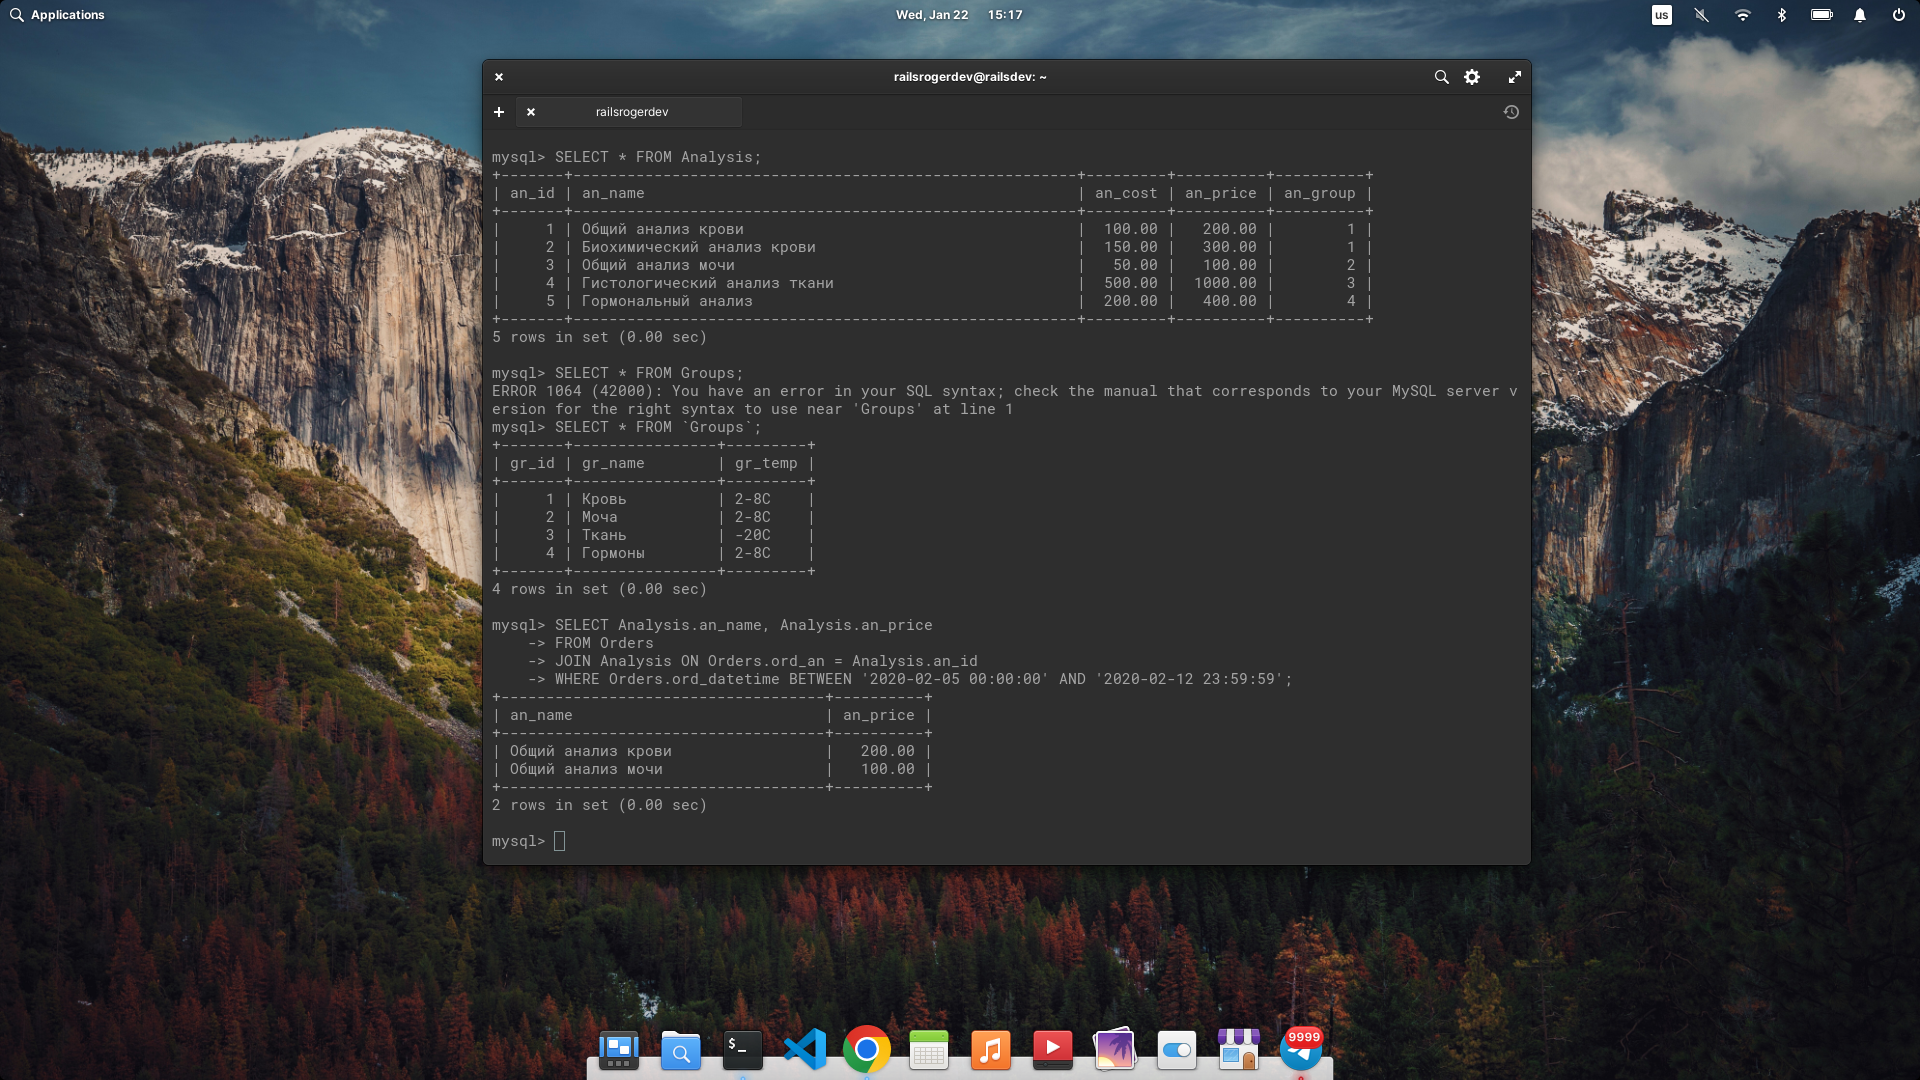 Applications
Wed, Jan 22 15:17
us
railsrogerdev@railsdev: ~
railsrogerdev
mysql> SELECT * FROM Analysis;
+-------+--------------------------------------------------------+---------+----------+----------+
| an_id | an_name | an_cost | an_price | an_group |
+-------+--------------------------------------------------------+---------+----------+----------+
| 1 | Общий анализ крови | 100.00 | 200.00 | 1 |
| 2 | Биохимический анализ крови | 150.00 | 300.00 | 1 |
| 3 | Общий анализ мочи | 50.00 | 100.00 | 2 |
| 4 | Гистологический анализ ткани | 500.00 | 1000.00 | 3 |
| 5 | Гормональный анализ | 200.00 | 400.00 | 4 |
+-------+--------------------------------------------------------+---------+----------+----------+
5 rows in set (0.00 sec)
mysql> SELECT * FROM Groups;
ERROR 1064 (42000): You have an error in your SQL syntax; check the manual that corresponds to your MySQL server v
ersion for the right syntax to use near 'Groups' at line 1
mysql> SELECT * FROM `Groups`;
+-------+----------------+---------+
| gr_id | gr_name | gr_temp |
+-------+----------------+---------+
| 1 | Кровь | 2-8C |
| 2 | Моча | 2-8C |
| 3 | Ткань | -20C |
| 4 | Гормоны | 2-8C |
+-------+----------------+---------+
4 rows in set (0.00 sec)
mysql> SELECT Analysis.an_name, Analysis.an_price
-> FROM Orders
-> JOIN Analysis ON Orders.ord_an = Analysis.an_id
-> WHERE Orders.ord_datetime BETWEEN '2020-02-05 00:00:00' AND '2020-02-12 23:59:59';
+------------------------------------+----------+
| an_name | an_price |
+------------------------------------+----------+
| Общий анализ крови | 200.00 |
| Общий анализ мочи | 100.00 |
+------------------------------------+----------+
2 rows in set (0.00 sec)
mysql>
$ _
9999